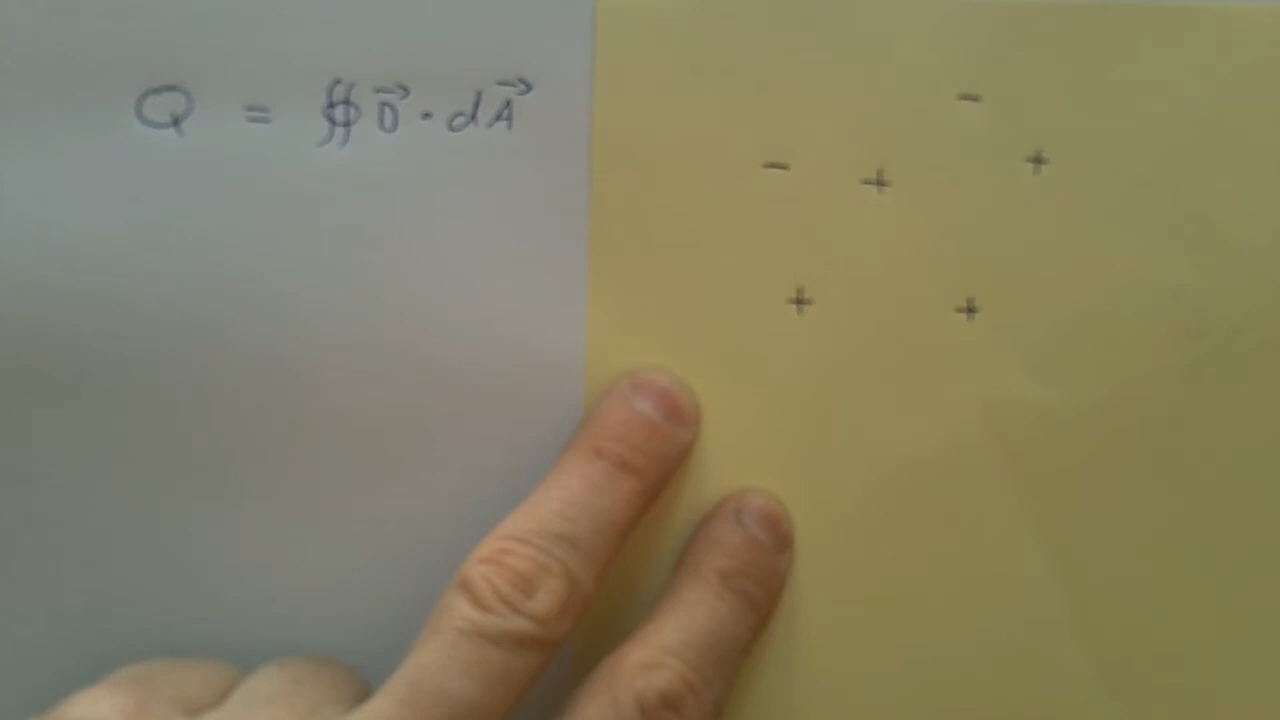 Q = ∯ D⃗ · dA⃗
−
− + +
+ +